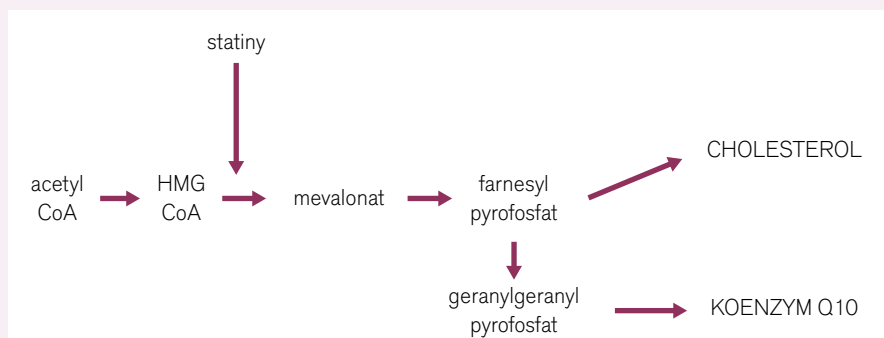 statiny
CHOLESTEROL
acetyl
CoA
HMG
CoA
mevalonat
farnesyl
pyrofosfat
geranylgeranyl
pyrofosfat
KOENZYM Q10